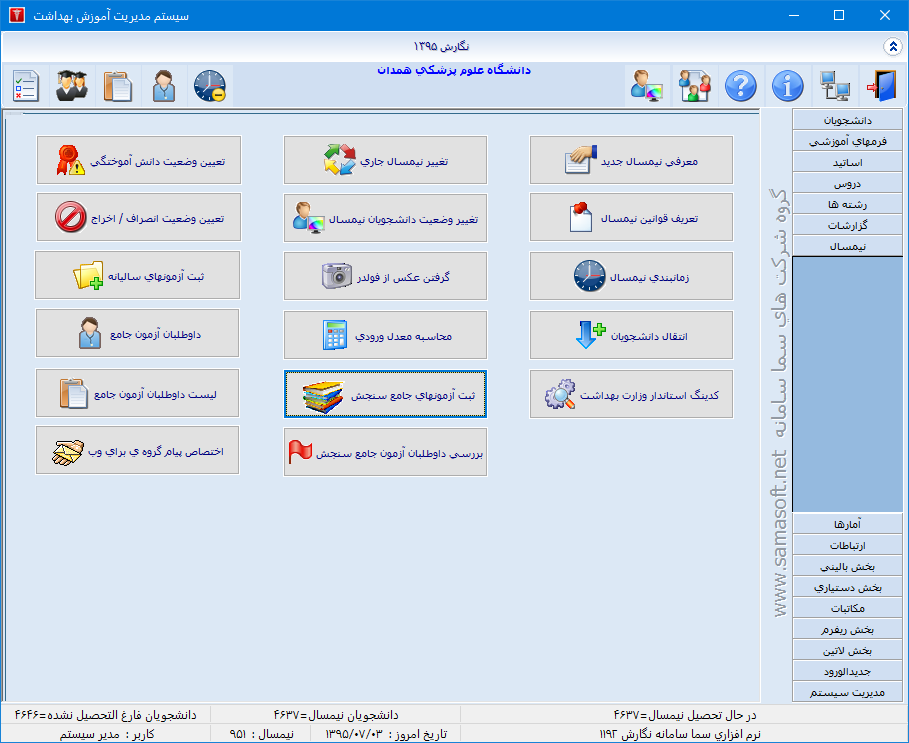 سیستم مدیریت آموزش بهداشت
نگارش ۱۳۹۵
دانشگاه علوم پزشكي همدان
دانشجويان
فرمهاي آموزشي
اساتيد
دروس
رشته ها
گزارشات
نيمسال
معرفي نيمسال جديد
تغيير نيمسال جاري
تعيين وضعيت دانش آموختگي
تعريف قوانين نيمسال
تغيير وضعيت دانشجويان نيمسال
تعيين وضعيت انصراف / اخراج
زمانبندي نيمسال
گرفتن عكس از فولدر
ثبت آزمونهاي ساليانه
انتقال دانشجويان
محاسبه معدل ورودي
داوطلبان آزمون جامع
كدينگ استاندار وزارت بهداشت
ثبت آزمونهاي جامع سنجش
ليست داوطلبان آزمون جامع
بررسي داوطلبان آزمون جامع سنجش
اختصاص پيام گروه ي براي وب
گروه شرکت های سما سامانه www.samasoft.net
آمارها
ارتباطات
بخش باليني
بخش دستياري
مكاتبات
بخش ريفرم
بخش لاتين
جديدالورود
مديريت سيستم
در حال تحصيل نيمسال=۴۶۳۷
دانشجويان نيمسال=۴۶۳۷
دانشجويان فارغ التحصيل نشده=۴۶۴۶
نرم افزاري سما سامانه نگارش ۱۱۹۲
تاريخ امروز : ۱۳۹۵/۰۷/۰۳
نيمسال : ۹۵۱
كاربر : مدير سيستم